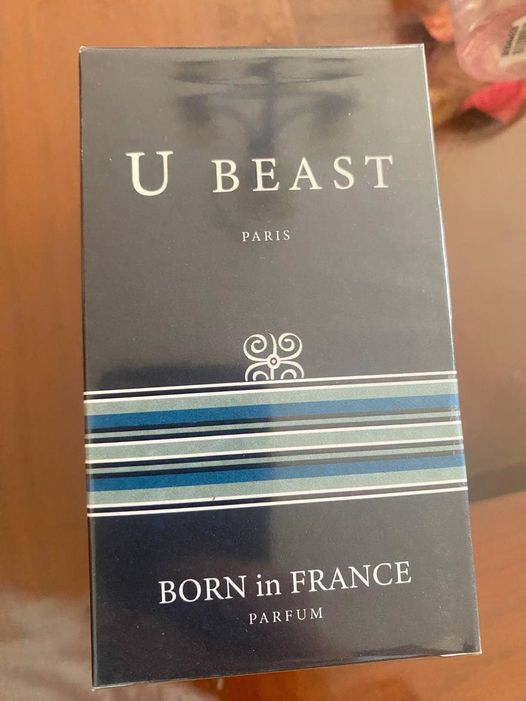 U BEAST
PARIS
BORN in FRANCE
PARFUM